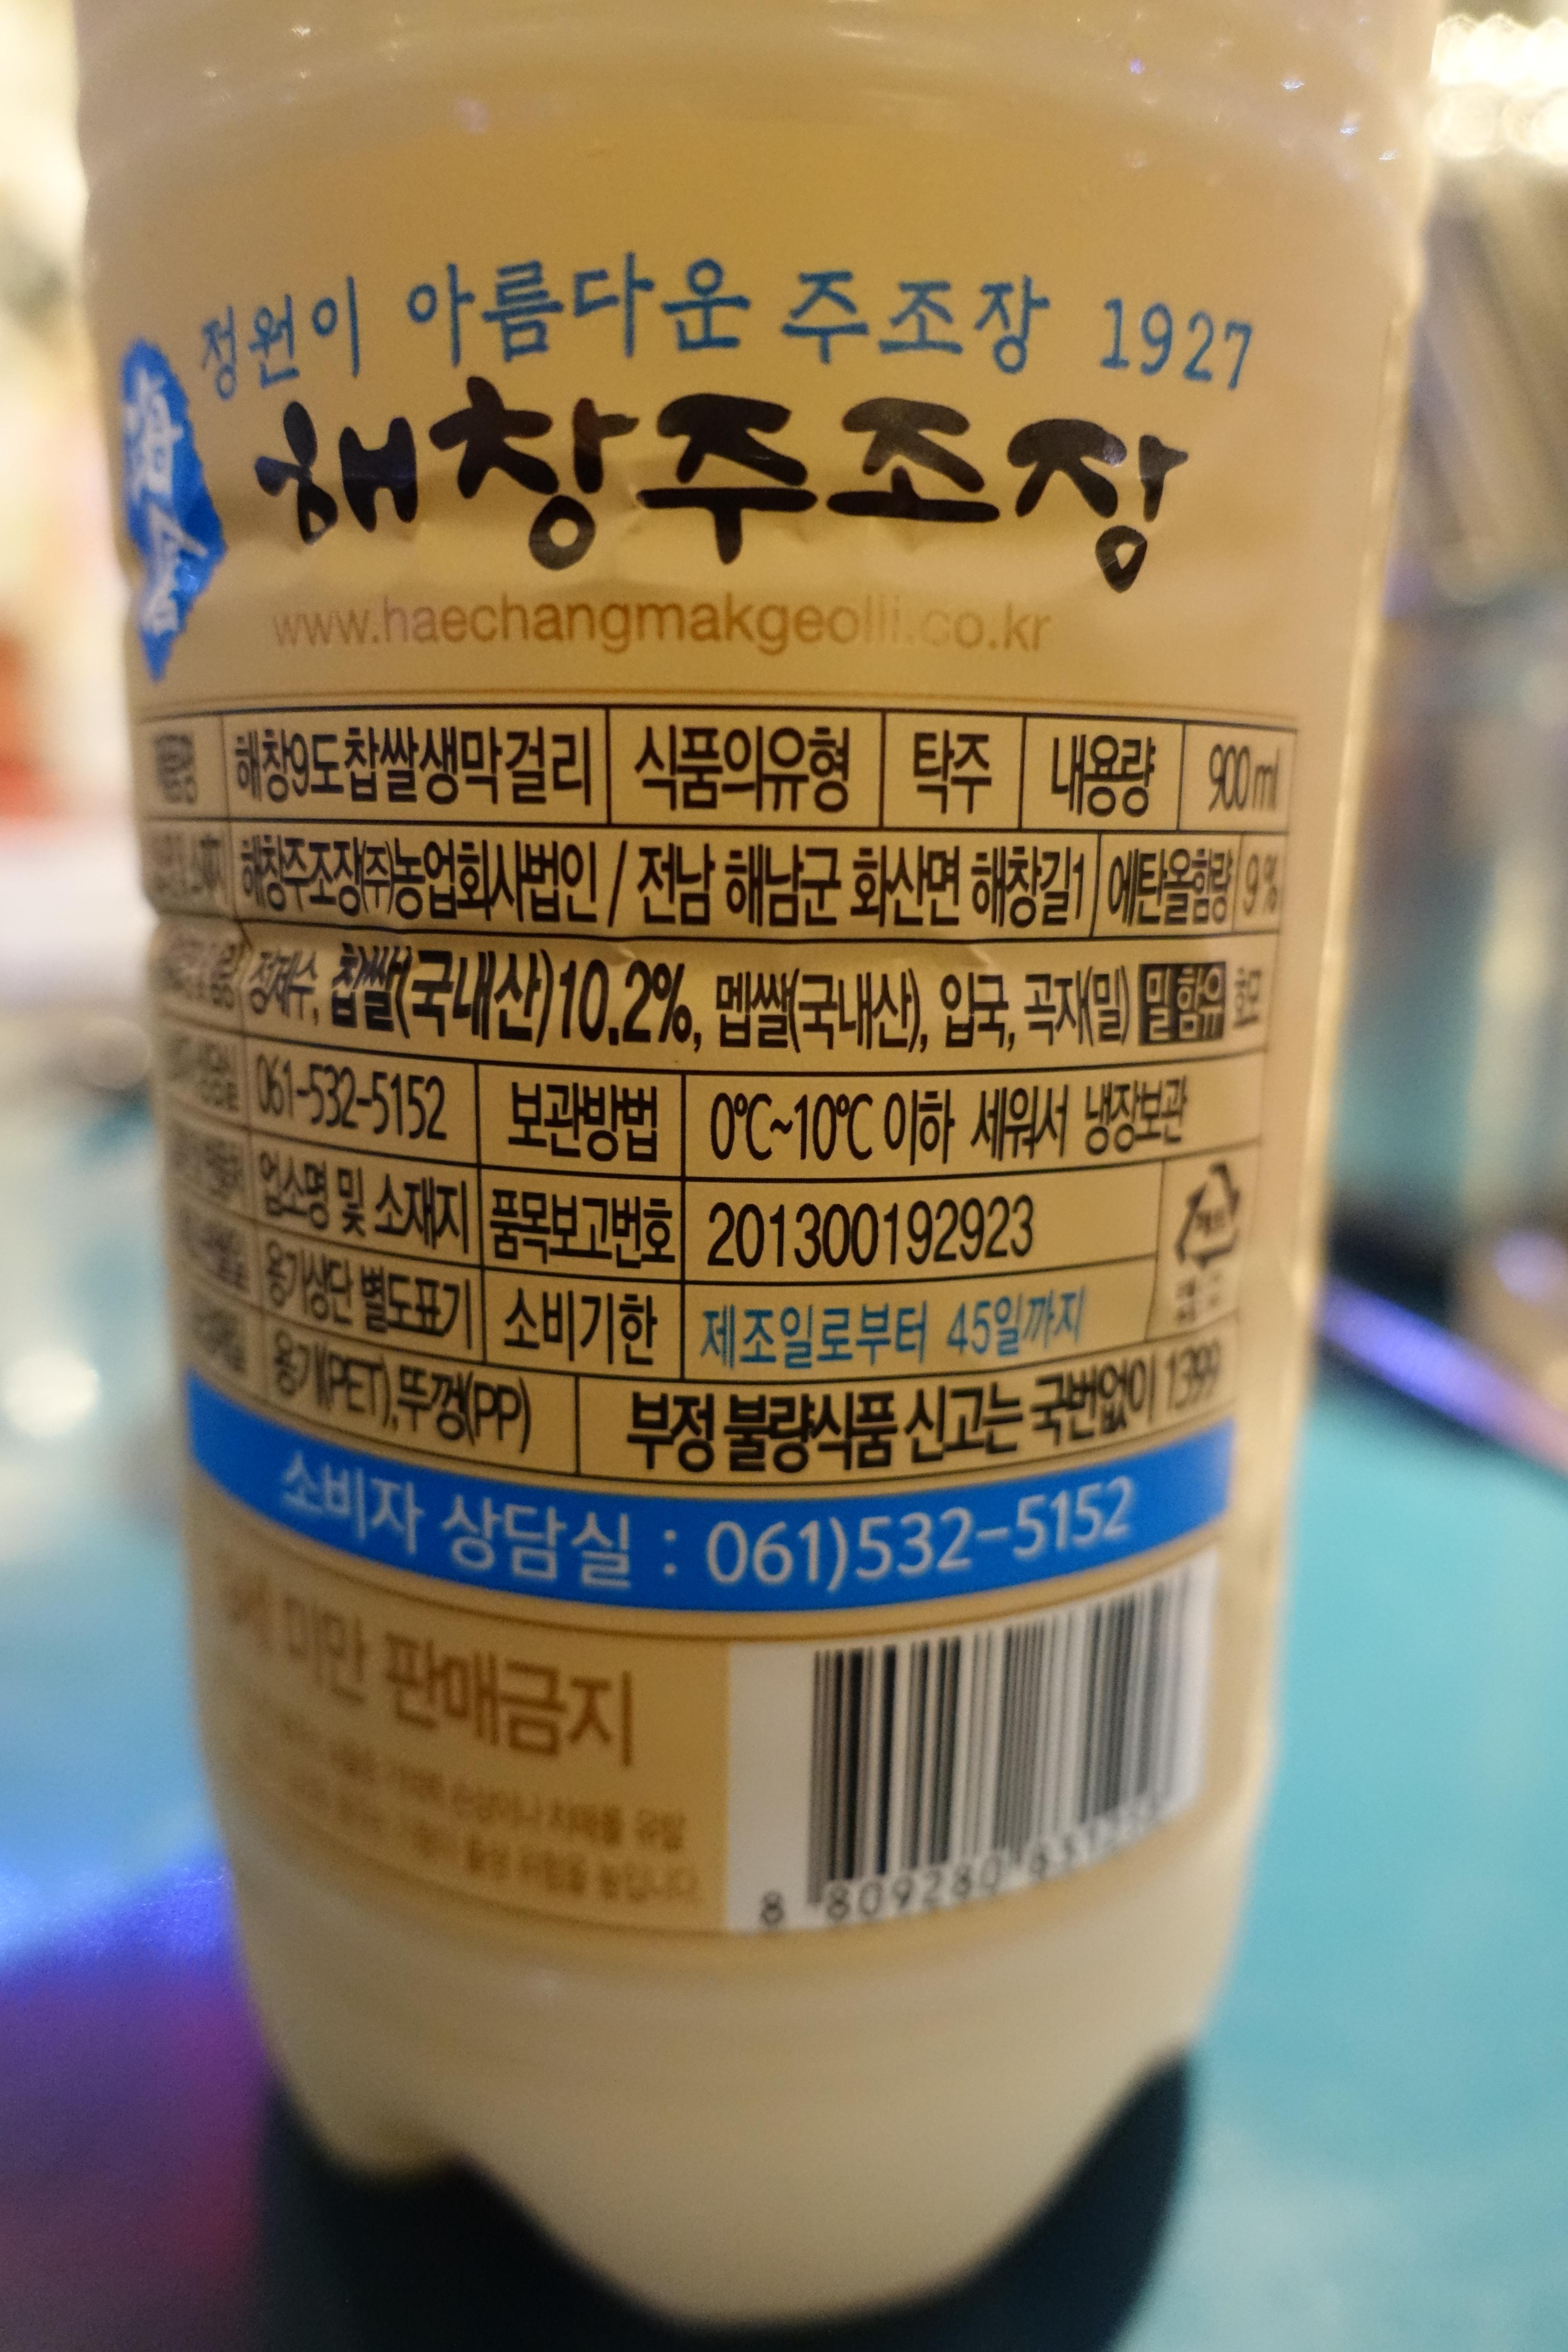 정원이 아름다운 주조장 1927
해창주조장
www.haechangmakgeolli.co.kr
해창9도찹쌀생막걸리 식품의유형 탁주 내용량 900 ml
해창주조장(주)농업회사법인 / 전남 해남군 화산면 해창길1 에탄올함량 9%
정제수, 찹쌀(국내산)10.2%, 멥쌀(국내산), 입국, 곡자(밀) 밀함유 효모
061-532-5152 보관방법 0℃~10℃ 이하 세워서 냉장보관
업소명 및 소재지 품목보고번호 201300192923
용기상단 별도표기 소비기한 제조일로부터 45일까지
용기(PET),뚜껑(PP) 부정 불량식품 신고는 국번없이 1399
소비자 상담실 : 061)532-5152
미만 판매금지
8 809280